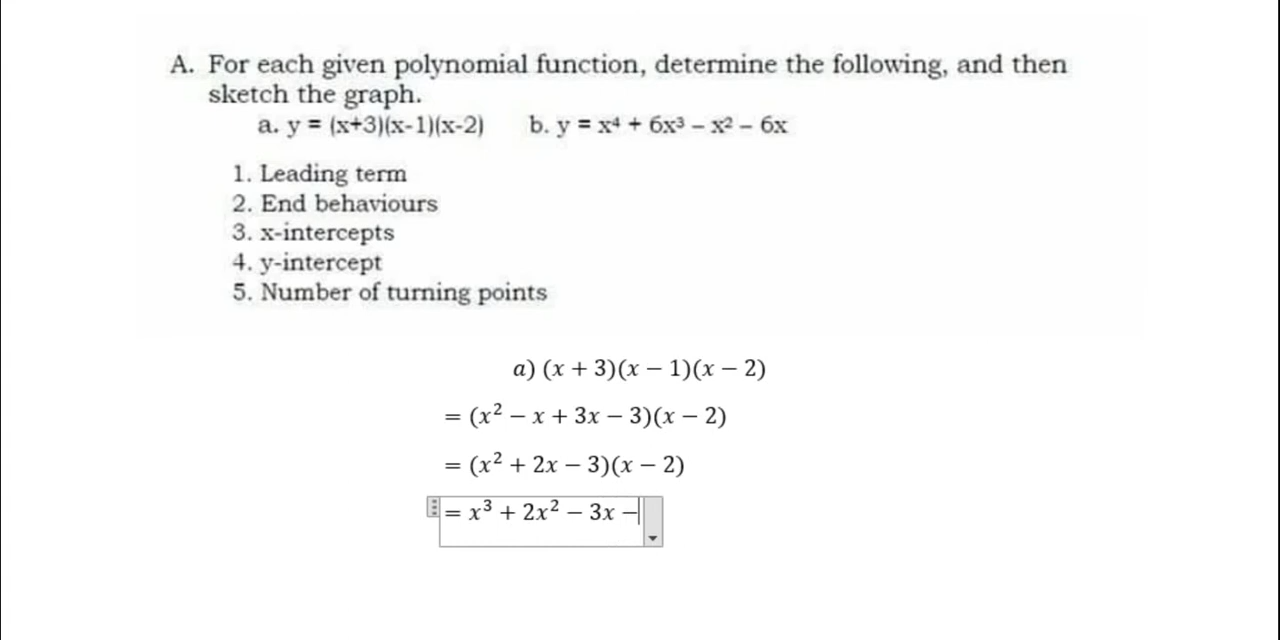 A. For each given polynomial function, determine the following, and then
sketch the graph.
a. y = (x+3)(x-1)(x-2) b. y = x⁴ + 6x³ – x² – 6x
1. Leading term
2. End behaviours
3. x-intercepts
4. y-intercept
5. Number of turning points
a) (x + 3)(x − 1)(x − 2)
= (x² − x + 3x − 3)(x − 2)
= (x² + 2x − 3)(x − 2)
= x³ + 2x² − 3x −